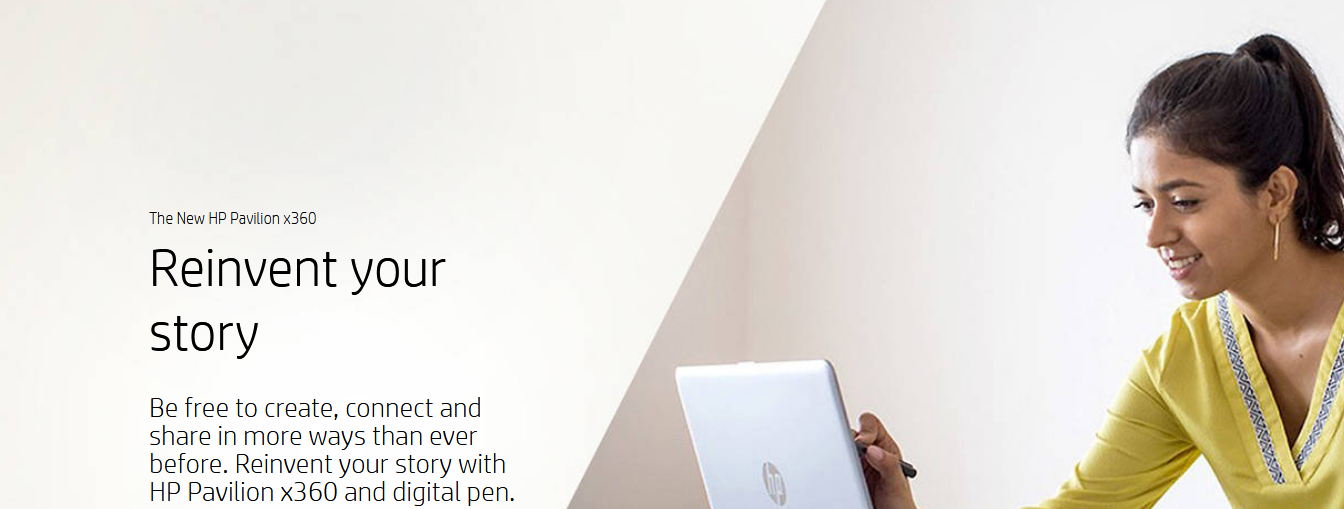 The New HP Pavilion x360
Reinvent your
story
Be free to create, connect and
share in more ways than ever
before. Reinvent your story with
HP Pavilion x360 and digital pen.
hp